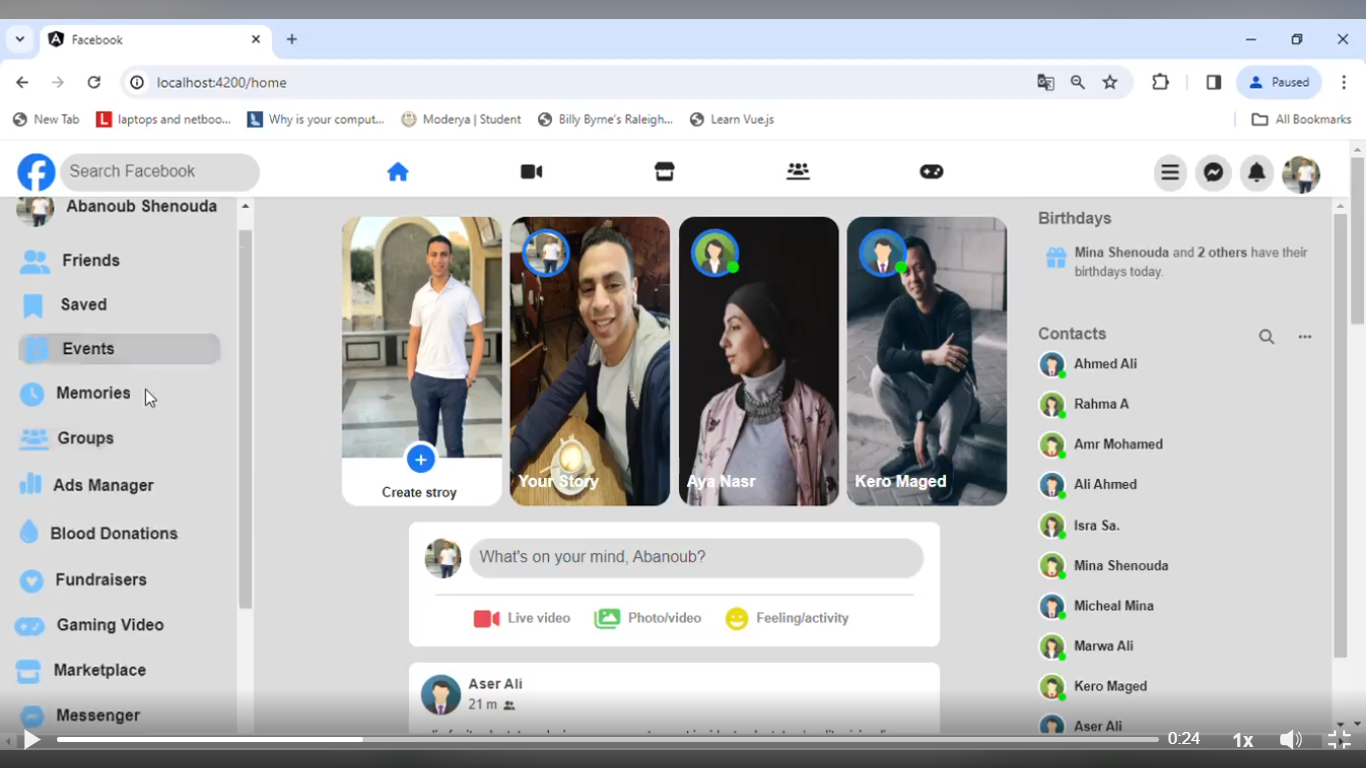 Facebook
localhost:4200/home
Paused
New Tab
laptops and netboo...
Why is your comput...
Moderya | Student
Billy Byrne's Raleigh...
Learn Vue.js
All Bookmarks
Search Facebook
Abanoub Shenouda
Friends
Saved
Events
Memories
Groups
Ads Manager
Blood Donations
Fundraisers
Gaming Video
Marketplace
Messenger
Create stroy
Your Story
Aya Nasr
Kero Maged
What's on your mind, Abanoub?
Live video
Photo/video
Feeling/activity
Aser Ali
21 m
Birthdays
Mina Shenouda and 2 others have their
birthdays today.
Contacts
Ahmed Ali
Rahma A
Amr Mohamed
Ali Ahmed
Isra Sa.
Mina Shenouda
Micheal Mina
Marwa Ali
Kero Maged
Aser Ali
0:24
1x